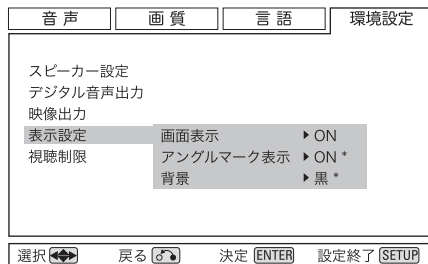 音声 画質 言語 環境設定
スピーカー設定
デジタル音声出力
映像出力
表示設定 画面表示 ▶ ON
視聴制限 アングルマーク表示 ▶ ON *
背景 ▶ 黒 *
選択 戻る 決定 ENTER 設定終了 SETUP